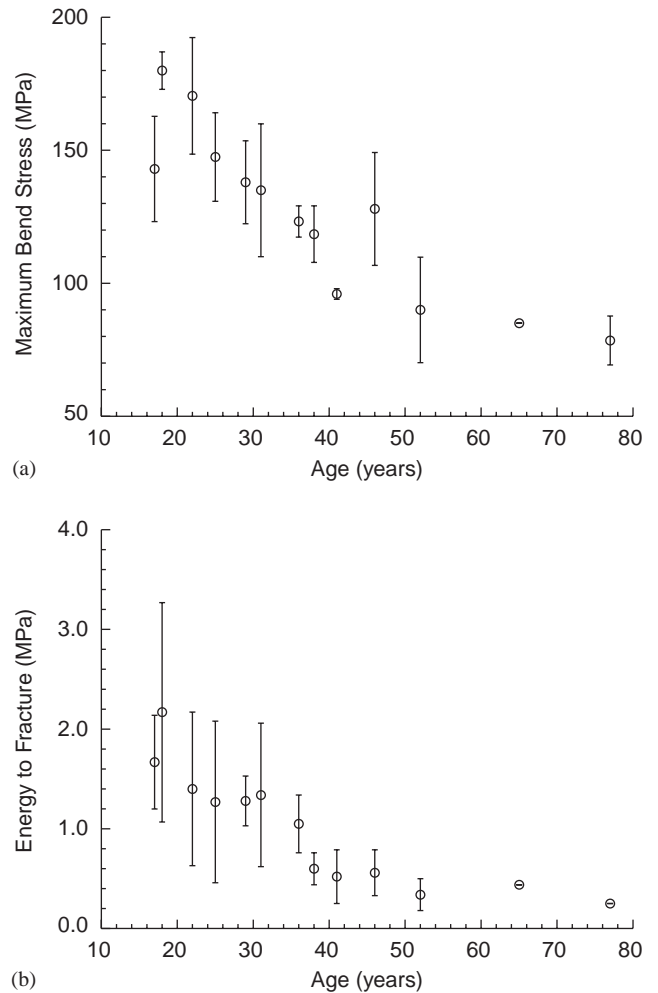 200
150
100
50
Maximum Bend Stress (MPa)
10 20 30 40 50 60 70 80
(a)
Age (years)
4.0
3.0
2.0
1.0
0.0
Energy to Fracture (MPa)
10 20 30 40 50 60 70 80
(b)
Age (years)